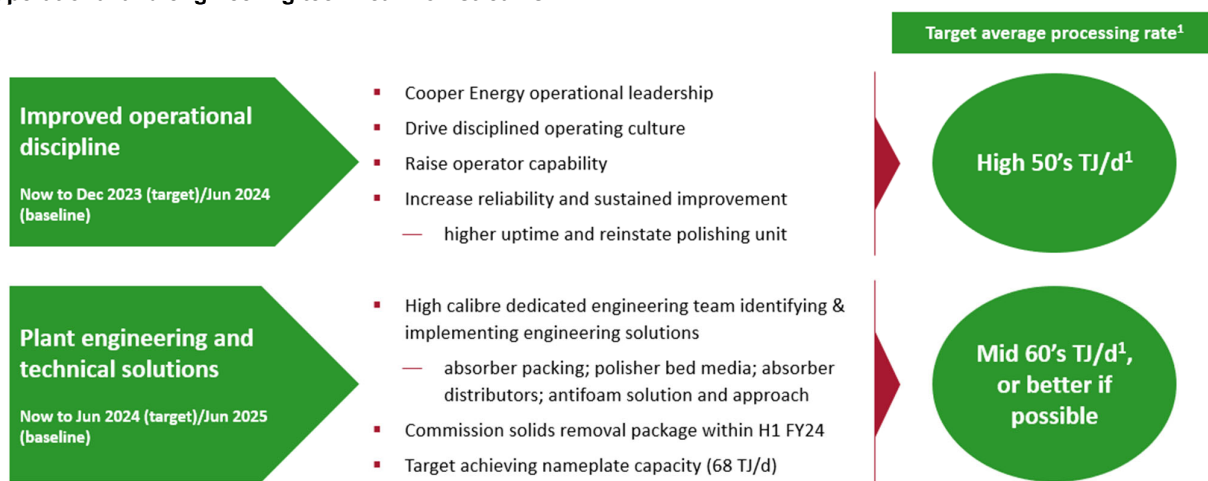 Target average processing rate¹
Improved operational
discipline
Now to Dec 2023 (target)/Jun 2024
(baseline)
▪ Cooper Energy operational leadership
▪ Drive disciplined operating culture
▪ Raise operator capability
▪ Increase reliability and sustained improvement
— higher uptime and reinstate polishing unit
High 50's TJ/d¹
Plant engineering and
technical solutions
Now to Jun 2024 (target)/Jun 2025
(baseline)
▪ High calibre dedicated engineering team identifying &
implementing engineering solutions
— absorber packing; polisher bed media; absorber
distributors; antifoam solution and approach
▪ Commission solids removal package within H1 FY24
▪ Target achieving nameplate capacity (68 TJ/d)
Mid 60's TJ/d¹,
or better if
possible